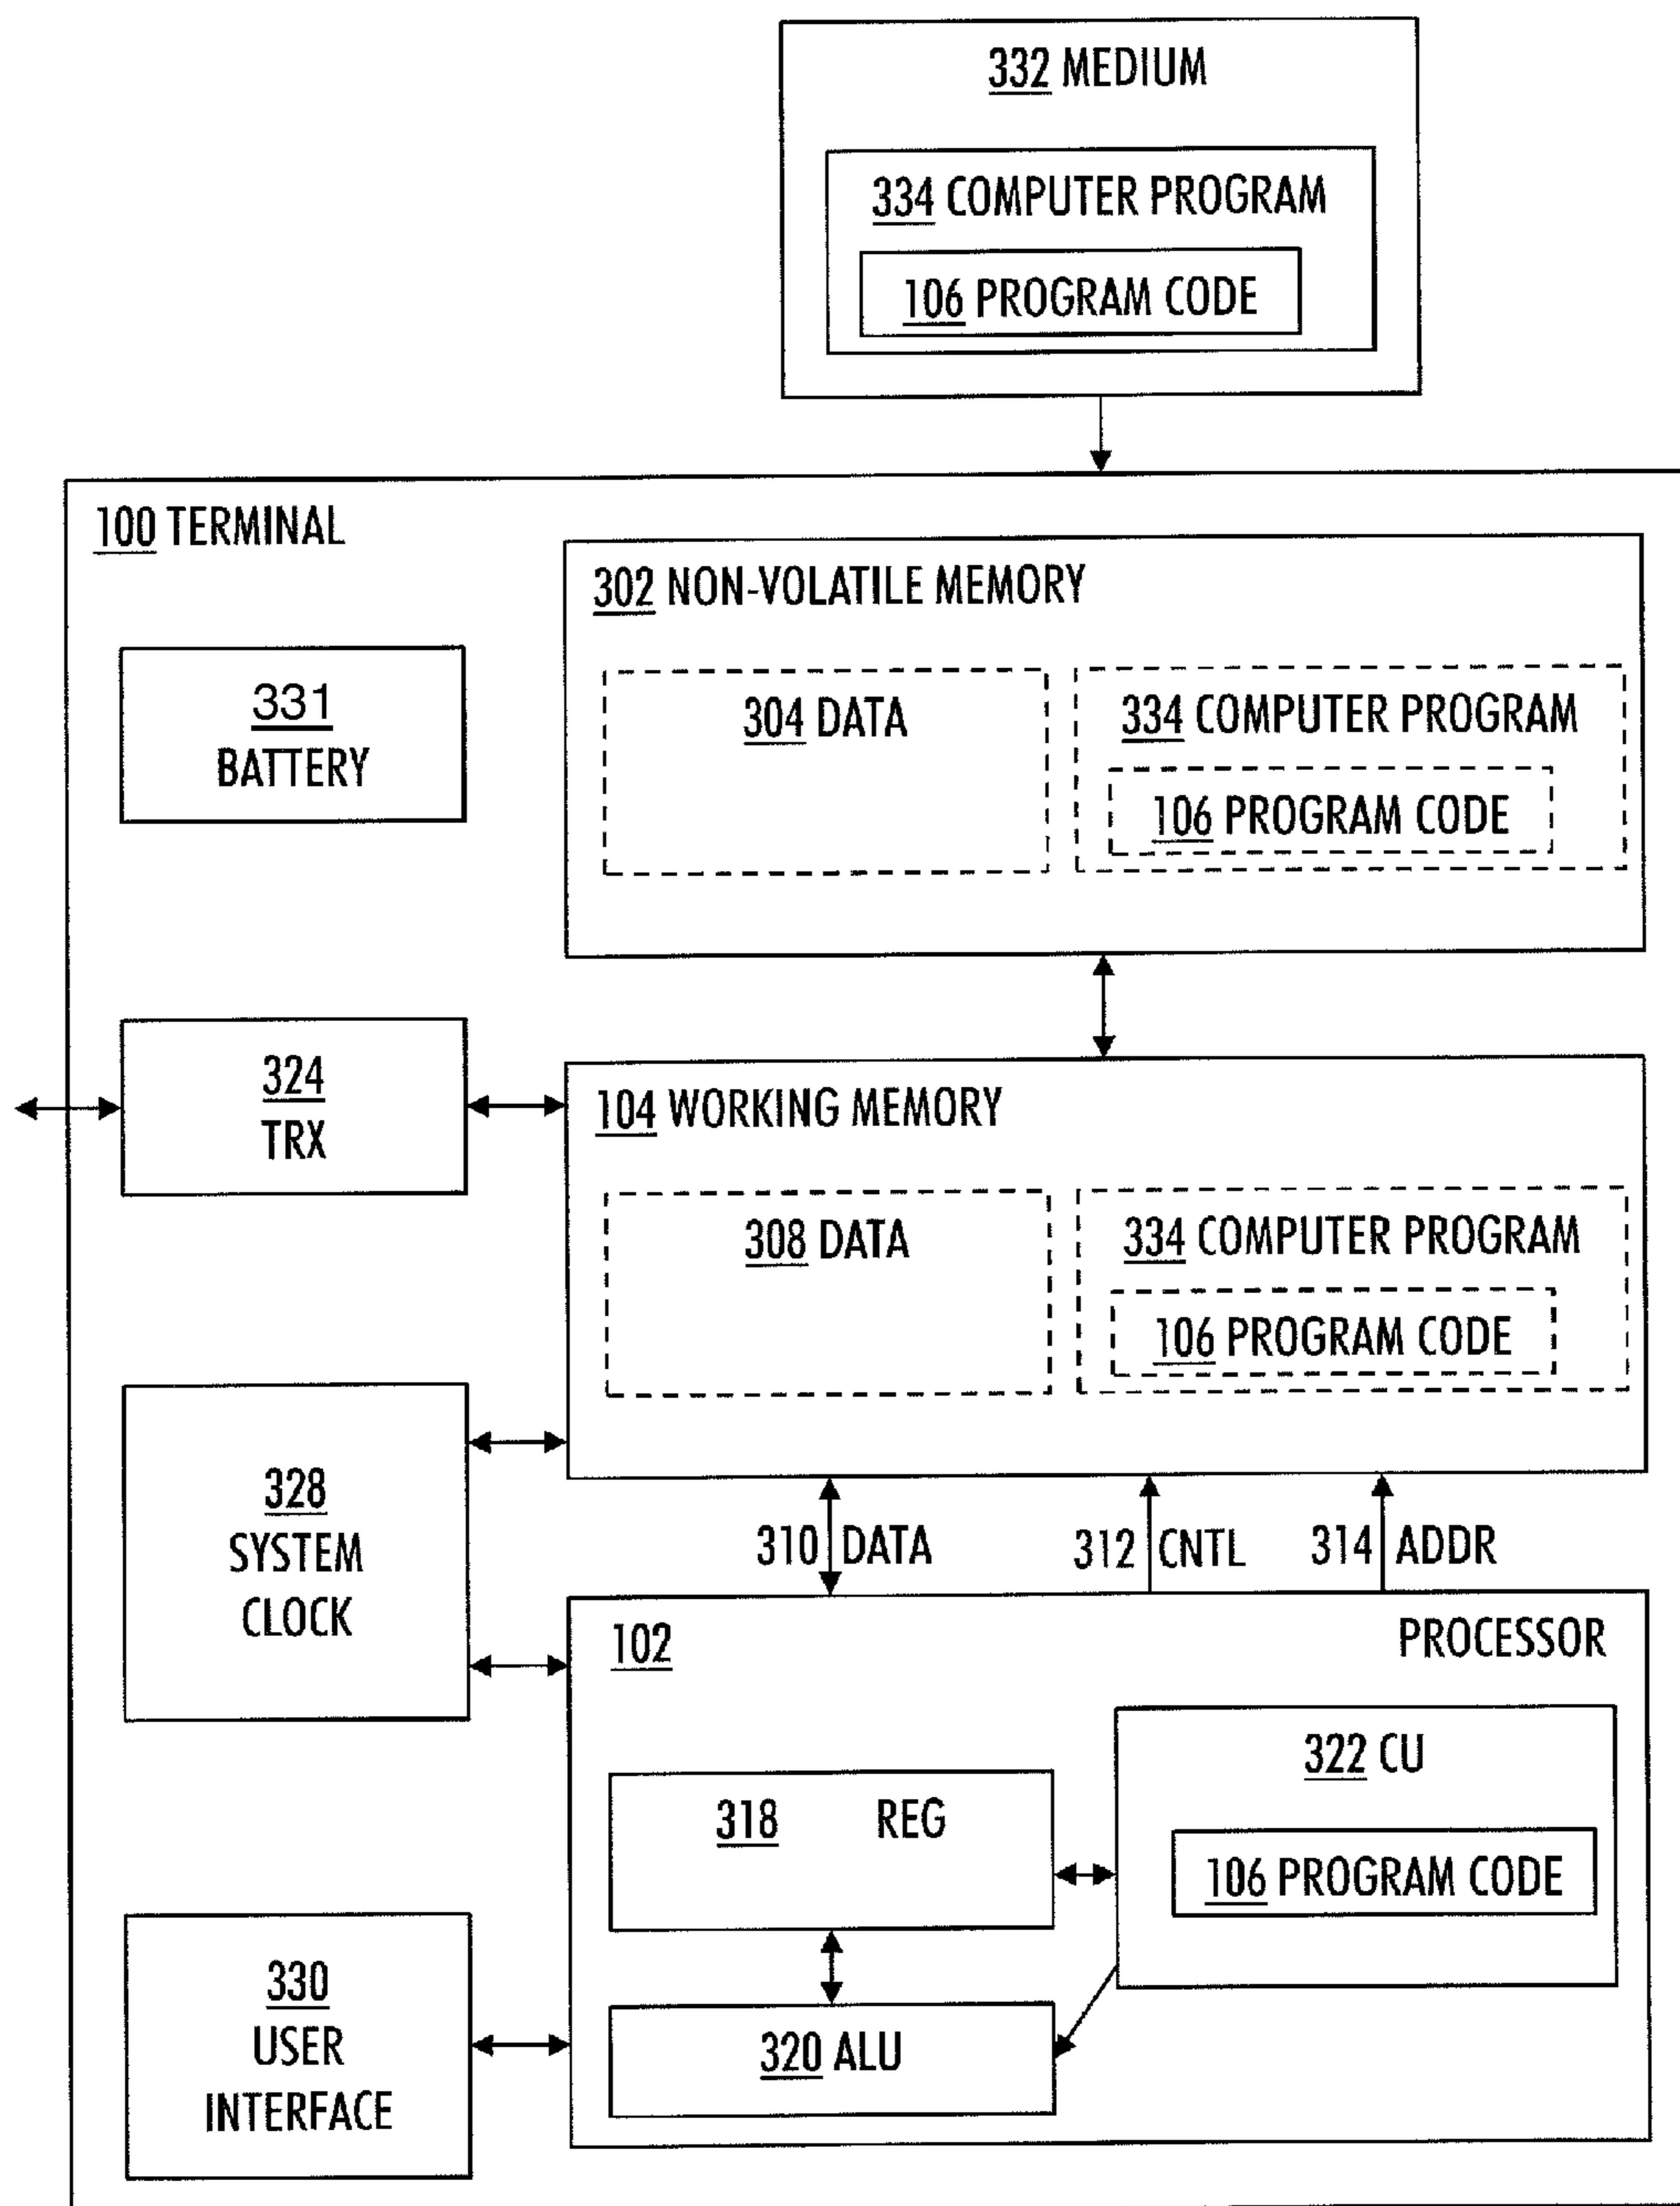 332 MEDIUM
334 COMPUTER PROGRAM
106 PROGRAM CODE
100 TERMINAL
302 NON-VOLATILE MEMORY
304 DATA
334 COMPUTER PROGRAM
106 PROGRAM CODE
331
BATTERY
324
TRX
104 WORKING MEMORY
308 DATA
334 COMPUTER PROGRAM
106 PROGRAM CODE
328
SYSTEM
CLOCK
310 DATA
312 CNTL
314 ADDR
102
PROCESSOR
318 REG
322 CU
106 PROGRAM CODE
320 ALU
330
USER
INTERFACE